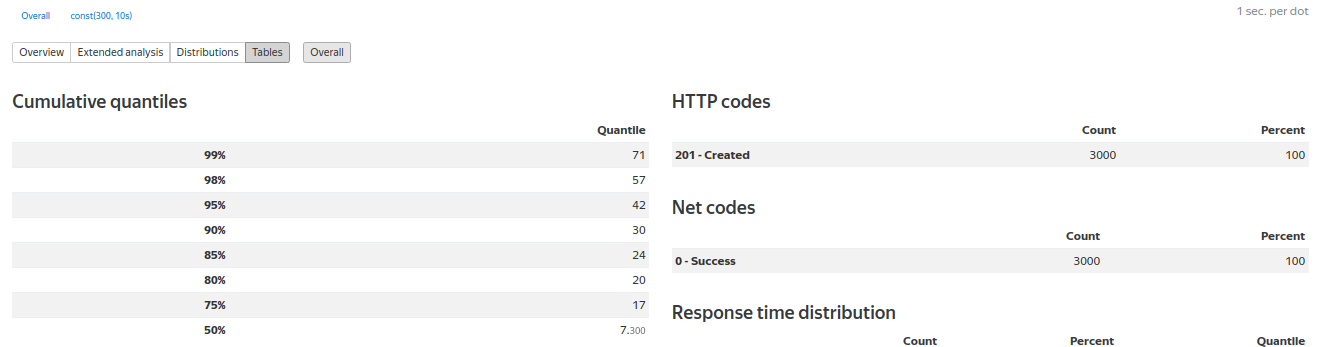 Overall const(300, 10s)
1 sec. per dot
Overview Extended analysis Distributions Tables Overall
Cumulative quantiles
Quantile
99% 71
98% 57
95% 42
90% 30
85% 24
80% 20
75% 17
50% 7.300
HTTP codes
Count Percent
201 - Created 3000 100
Net codes
Count Percent
0 - Success 3000 100
Response time distribution
Count Percent Quantile